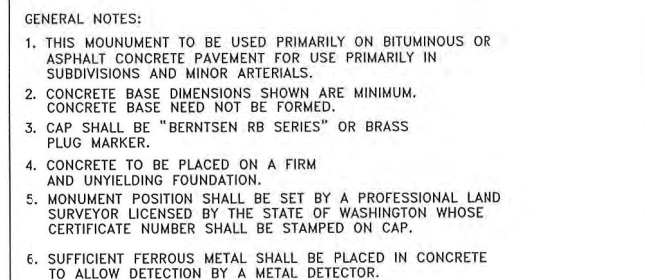 GENERAL NOTES:
1. THIS MOUNUMENT TO BE USED PRIMARILY ON BITUMINOUS OR
ASPHALT CONCRETE PAVEMENT FOR USE PRIMARILY IN
SUBDIVISIONS AND MINOR ARTERIALS.
2. CONCRETE BASE DIMENSIONS SHOWN ARE MINIMUM.
CONCRETE BASE NEED NOT BE FORMED.
3. CAP SHALL BE "BERNTSEN RB SERIES" OR BRASS
PLUG MARKER.
4. CONCRETE TO BE PLACED ON A FIRM
AND UNYIELDING FOUNDATION.
5. MONUMENT POSITION SHALL BE SET BY A PROFESSIONAL LAND
SURVEYOR LICENSED BY THE STATE OF WASHINGTON WHOSE
CERTIFICATE NUMBER SHALL BE STAMPED ON CAP.
6. SUFFICIENT FERROUS METAL SHALL BE PLACED IN CONCRETE
TO ALLOW DETECTION BY A METAL DETECTOR.